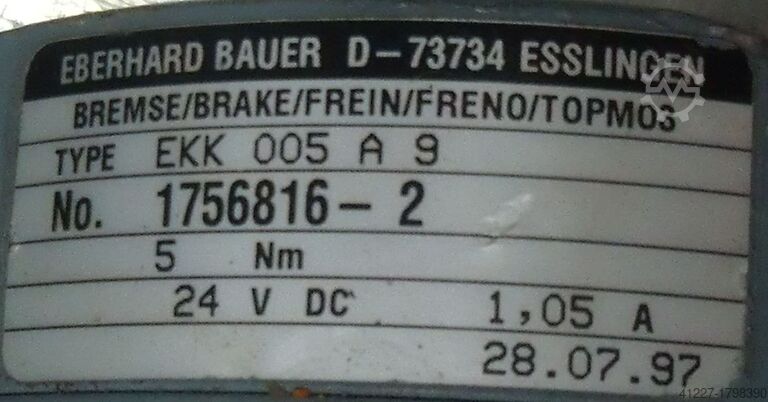 EBERHARD BAUER D-73734 ESSLINGEN
BREMSE/BRAKE/FREIN/FRENO/TOPMO3
TYPE EKK 005 A 9
No. 1756816-2
5 Nm
24 V DC 1,05 A
28.07.97
41227-1798390